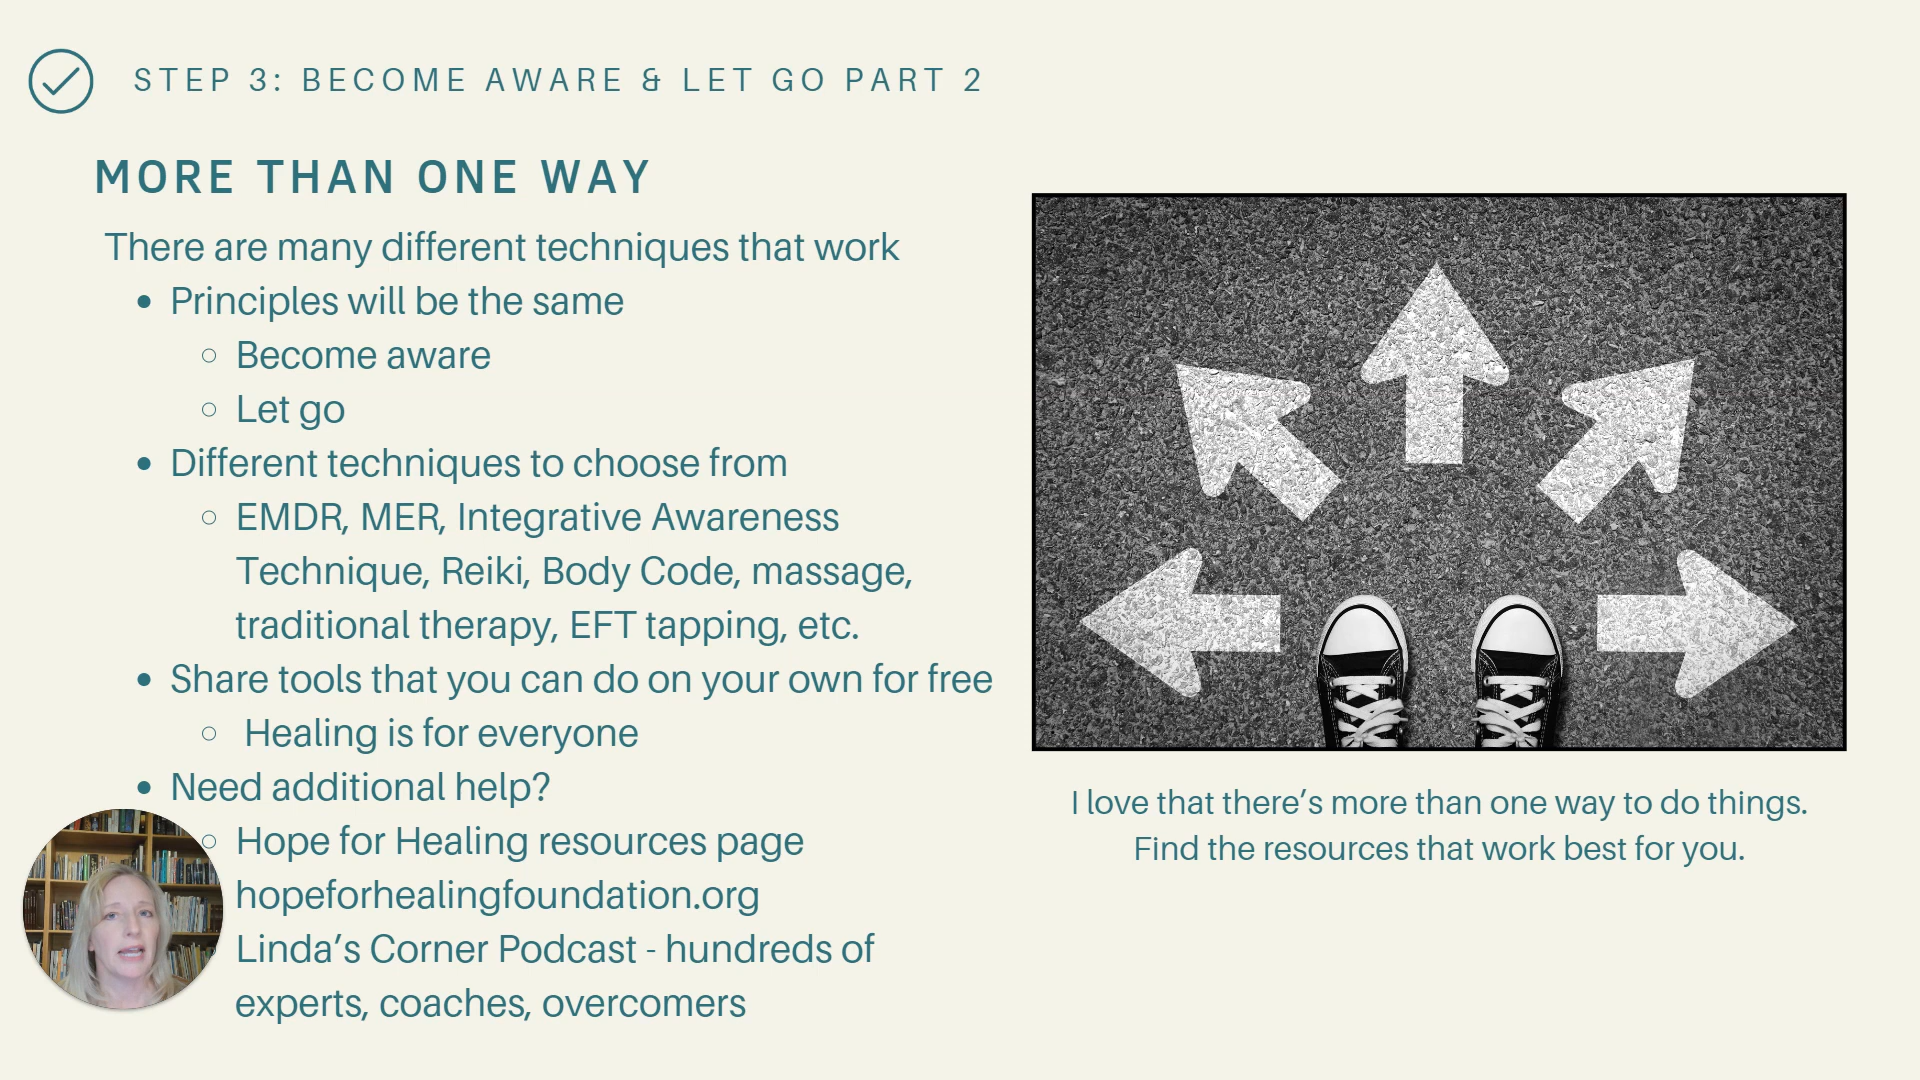 STEP 3: BECOME AWARE & LET GO PART 2
MORE THAN ONE WAY
There are many different techniques that work
Principles will be the same
Become aware
Let go
Different techniques to choose from
EMDR, MER, Integrative Awareness
Technique, Reiki, Body Code, massage,
traditional therapy, EFT tapping, etc.
Share tools that you can do on your own for free
Healing is for everyone
Need additional help?
Hope for Healing resources page
hopeforhealingfoundation.org
Linda’s Corner Podcast - hundreds of
experts, coaches, overcomers
I love that there’s more than one way to do things.
Find the resources that work best for you.